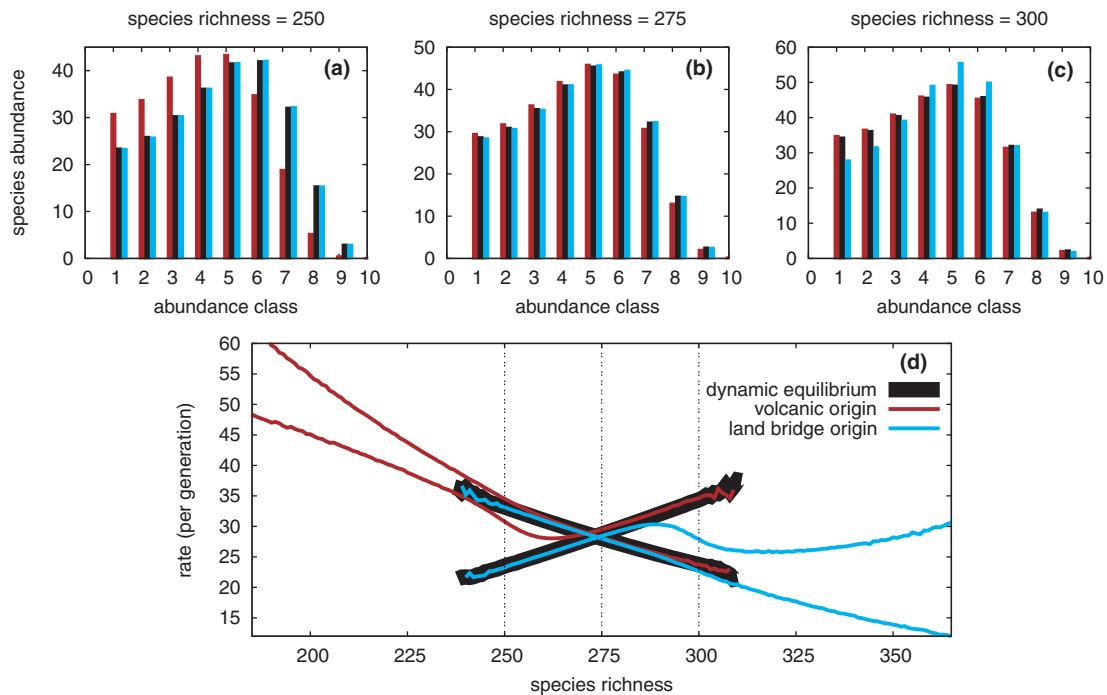 species richness = 250
species richness = 275
species richness = 300
species abundance
0
10
20
30
40
(a)
0 1 2 3 4 5 6 7 8 9 10
abundance class
0
10
20
30
40
50
(b)
0 1 2 3 4 5 6 7 8 9 10
abundance class
0
10
20
30
40
50
60
(c)
0 1 2 3 4 5 6 7 8 9 10
abundance class
rate (per generation)
60
55
50
45
40
35
30
25
20
15
(d)
dynamic equilibrium
volcanic origin
land bridge origin
200 225 250 275 300 325 350
species richness